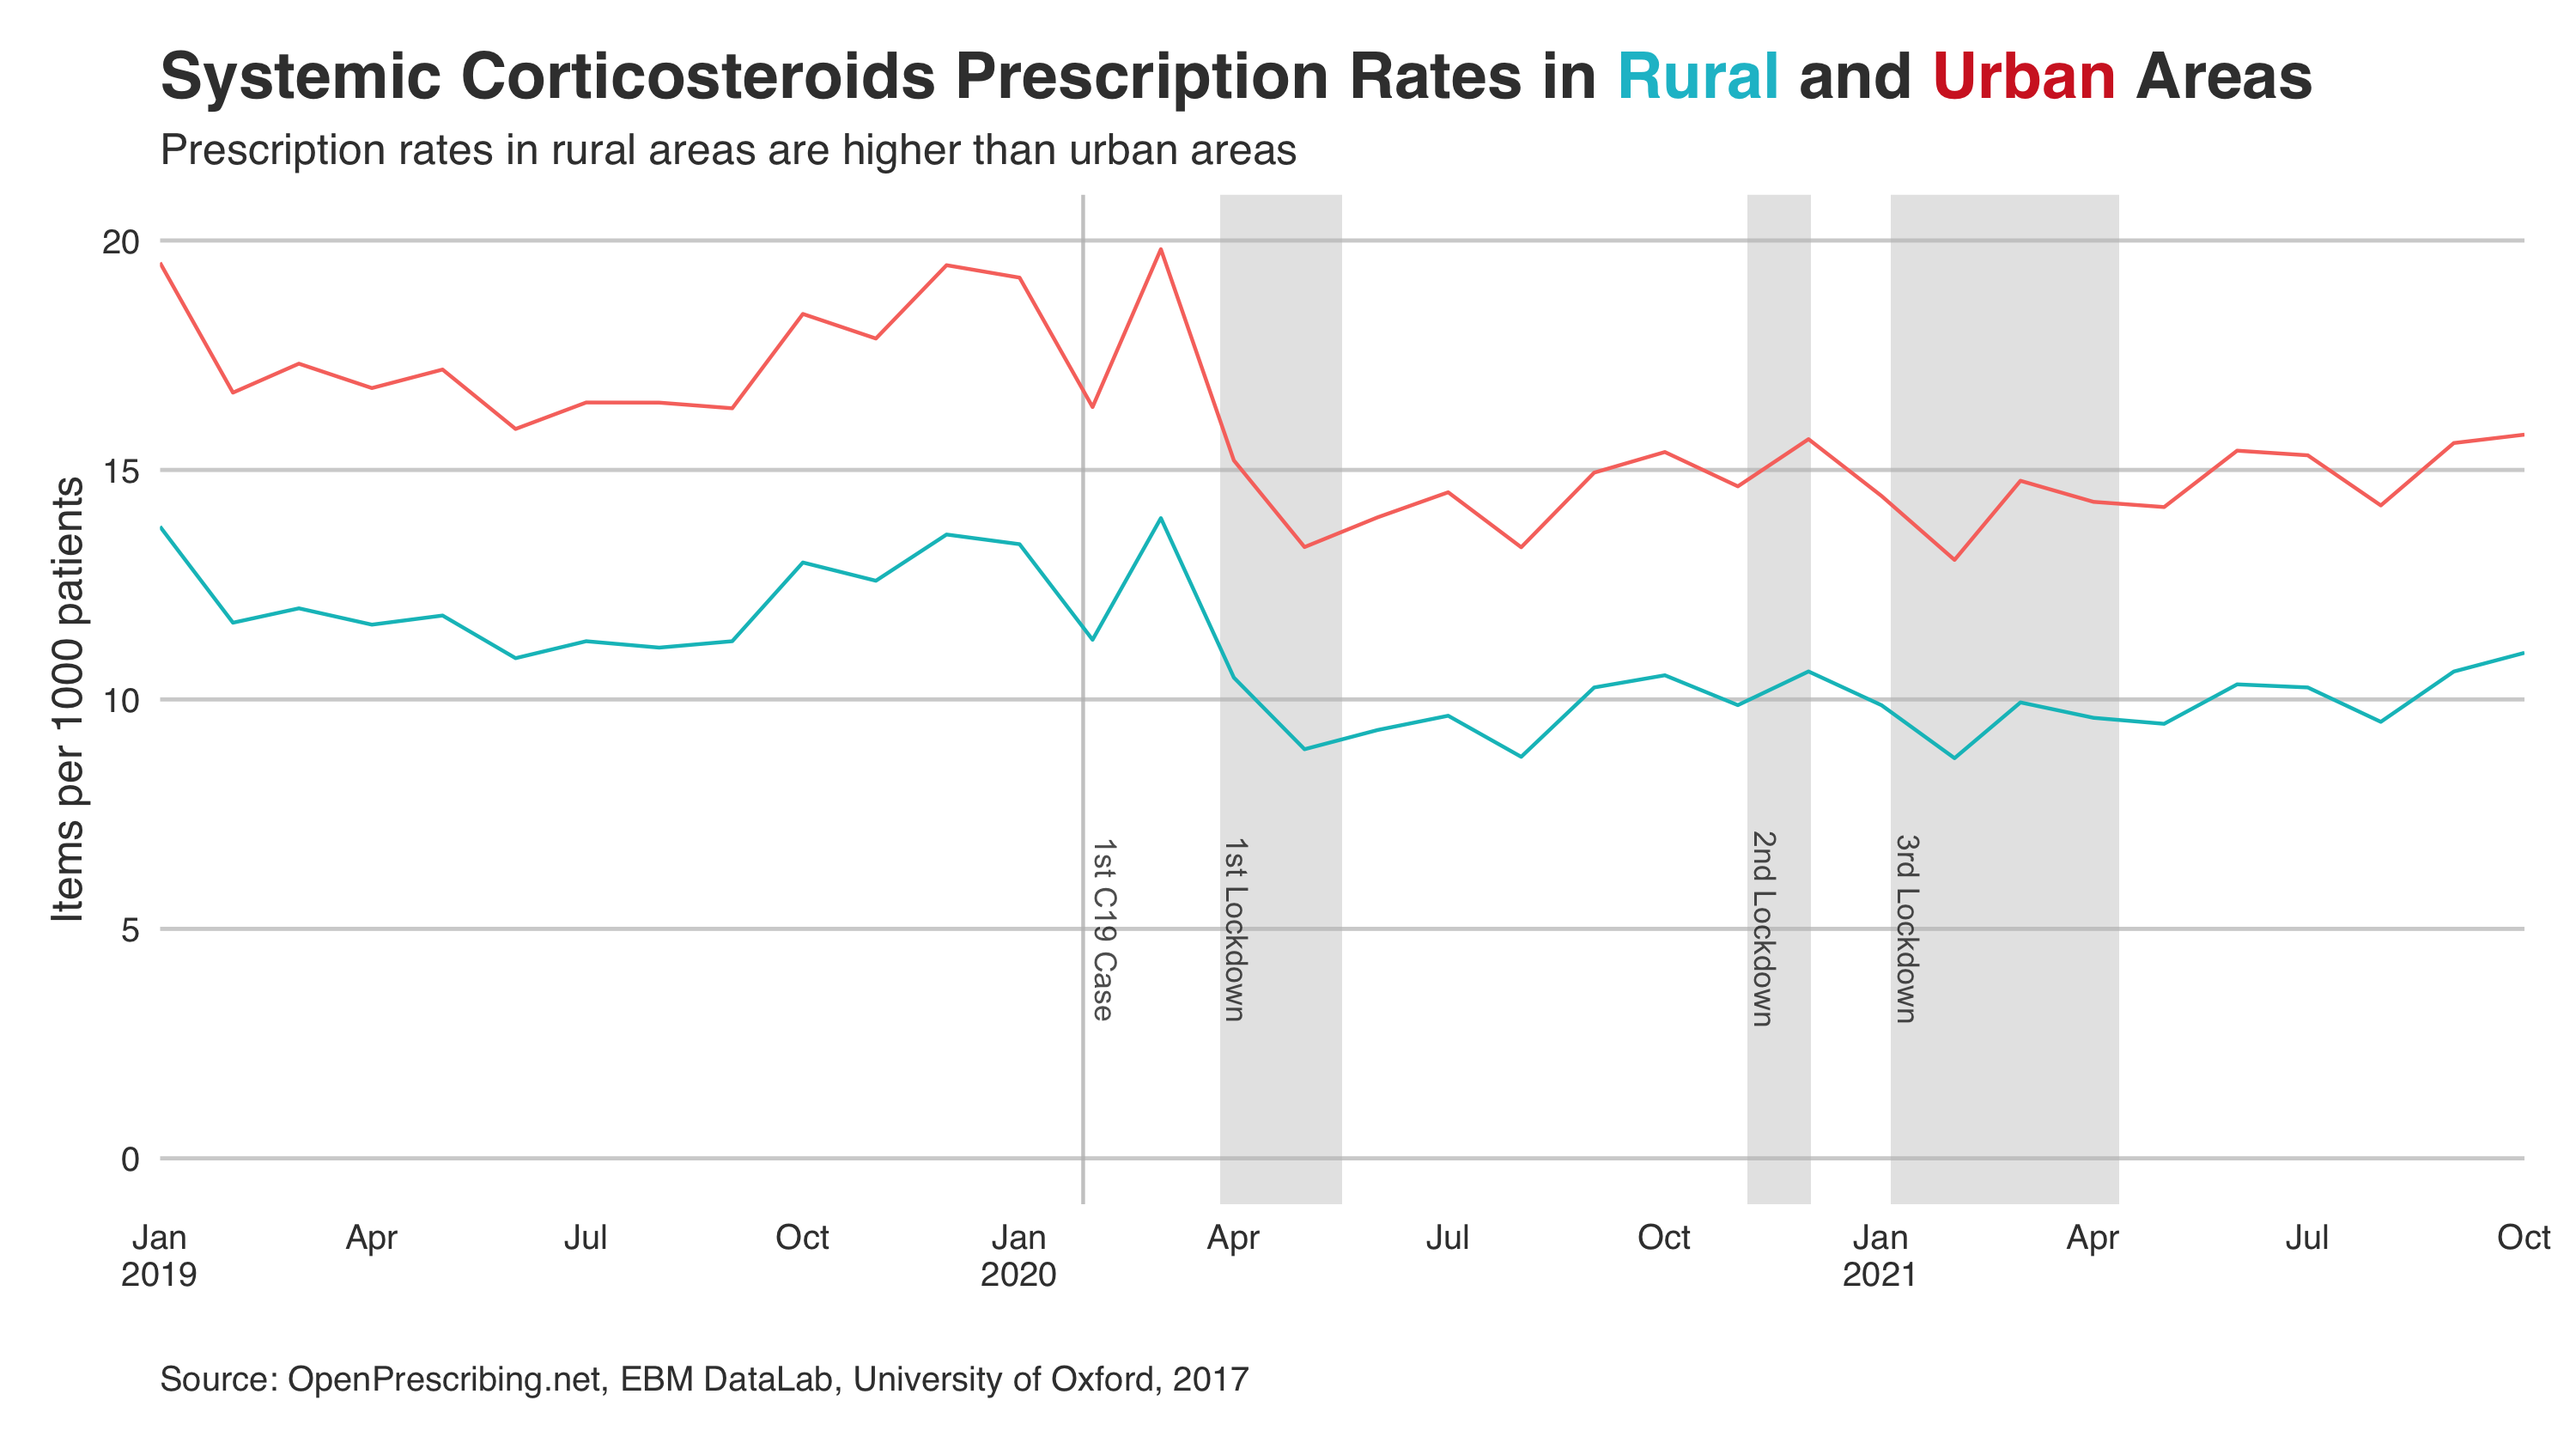 Systemic Corticosteroids Prescription Rates in Rural and Urban Areas
Prescription rates in rural areas are higher than urban areas
Items per 1000 patients
20
15
10
5
0
1st C19 Case
1st Lockdown
2nd Lockdown
3rd Lockdown
Jan Apr Jul Oct Jan Apr Jul Oct Jan Apr Jul Oct
2019 2020 2021
Source: OpenPrescribing.net, EBM DataLab, University of Oxford, 2017